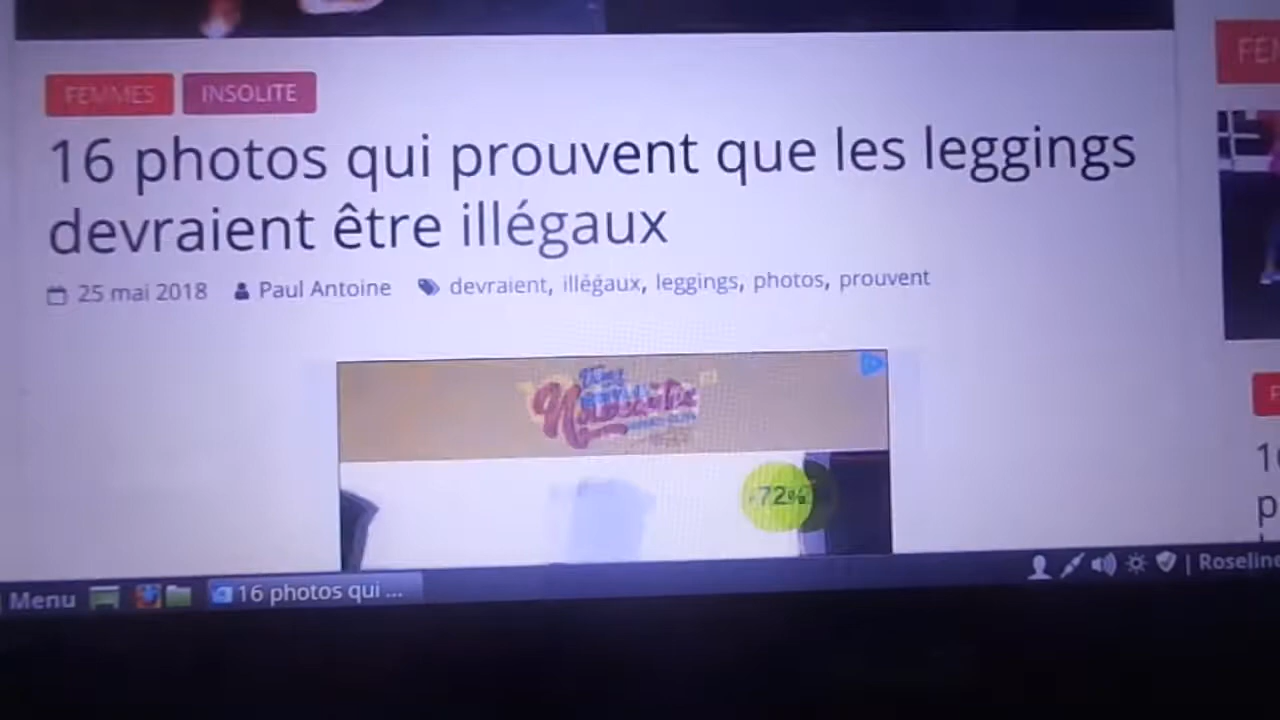 FEMMES INSOLITE
16 photos qui prouvent que les leggings
devraient être illégaux
25 mai 2018 Paul Antoine devraient, illégaux, leggings, photos, prouvent
-72%
Menu 16 photos qui ... | Roseline